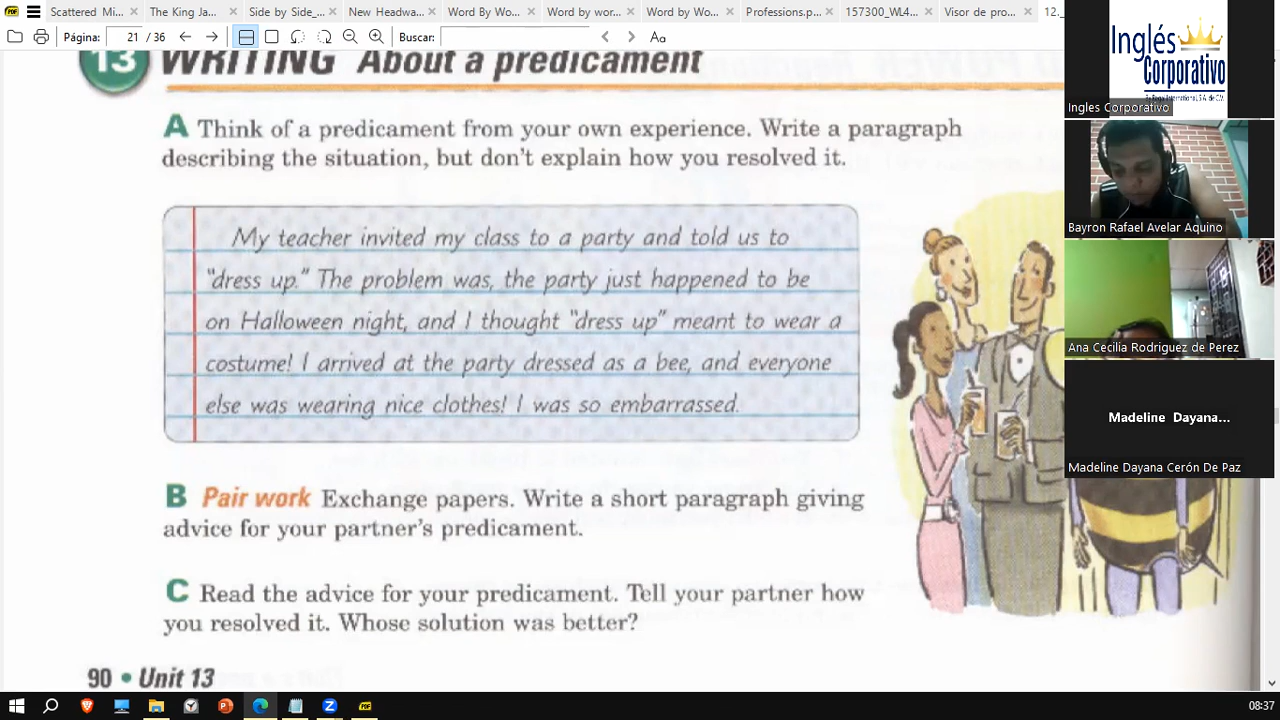 Scattered Mi...
The King Ja...
Side by Side_...
New Headwa...
Word By Wo...
Word by wor...
Word by Wo...
Professions.p...
157300_WL4...
Visor de pro...
12._
Página: 21 / 36
Buscar:
Aa
13 WRITING About a predicament
A Think of a predicament from your own experience. Write a paragraph
describing the situation, but don't explain how you resolved it.
My teacher invited my class to a party and told us to
"dress up." The problem was, the party just happened to be
on Halloween night, and I thought "dress up" meant to wear a
costume! I arrived at the party dressed as a bee, and everyone
else was wearing nice clothes! I was so embarrassed.
B Pair work Exchange papers. Write a short paragraph giving
advice for your partner's predicament.
C Read the advice for your predicament. Tell your partner how
you resolved it. Whose solution was better?
90 • Unit 13
Inglés
Corporativo
Ingles Corporativo
Bayron Rafael Avelar Aquino
Ana Cecilia Rodriguez de Perez
Madeline Dayana...
Madeline Dayana Cerón De Paz
08:37